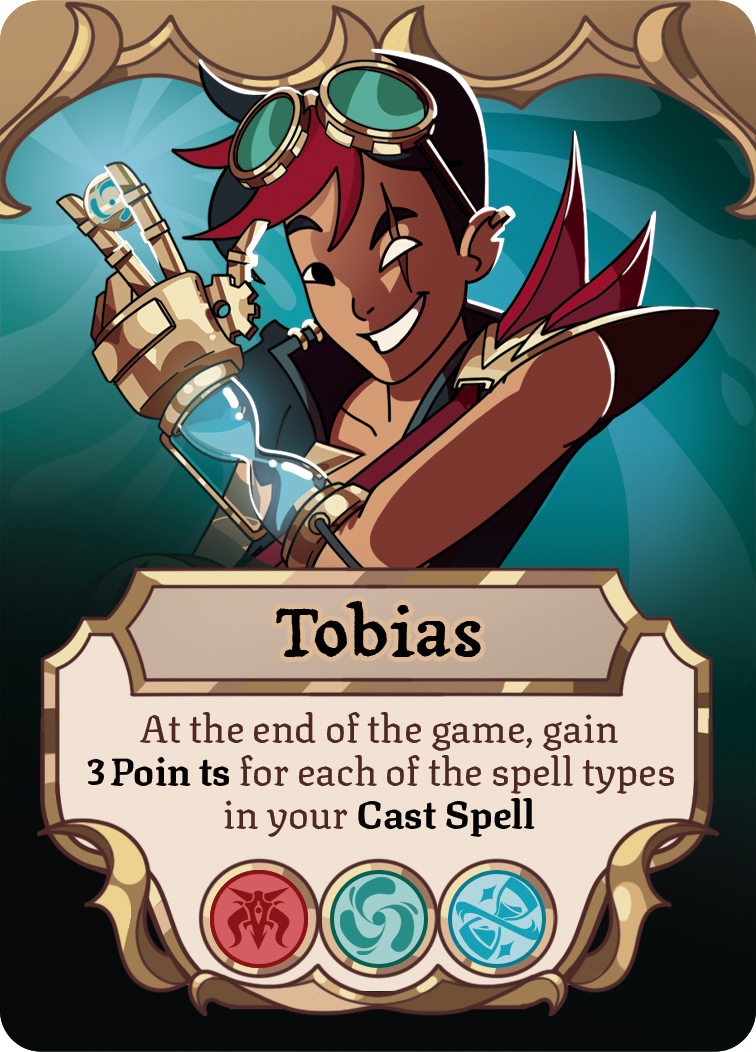 Tobias
At the end of the game, gain
3 Poin ts for each of the spell types
in your Cast Spell